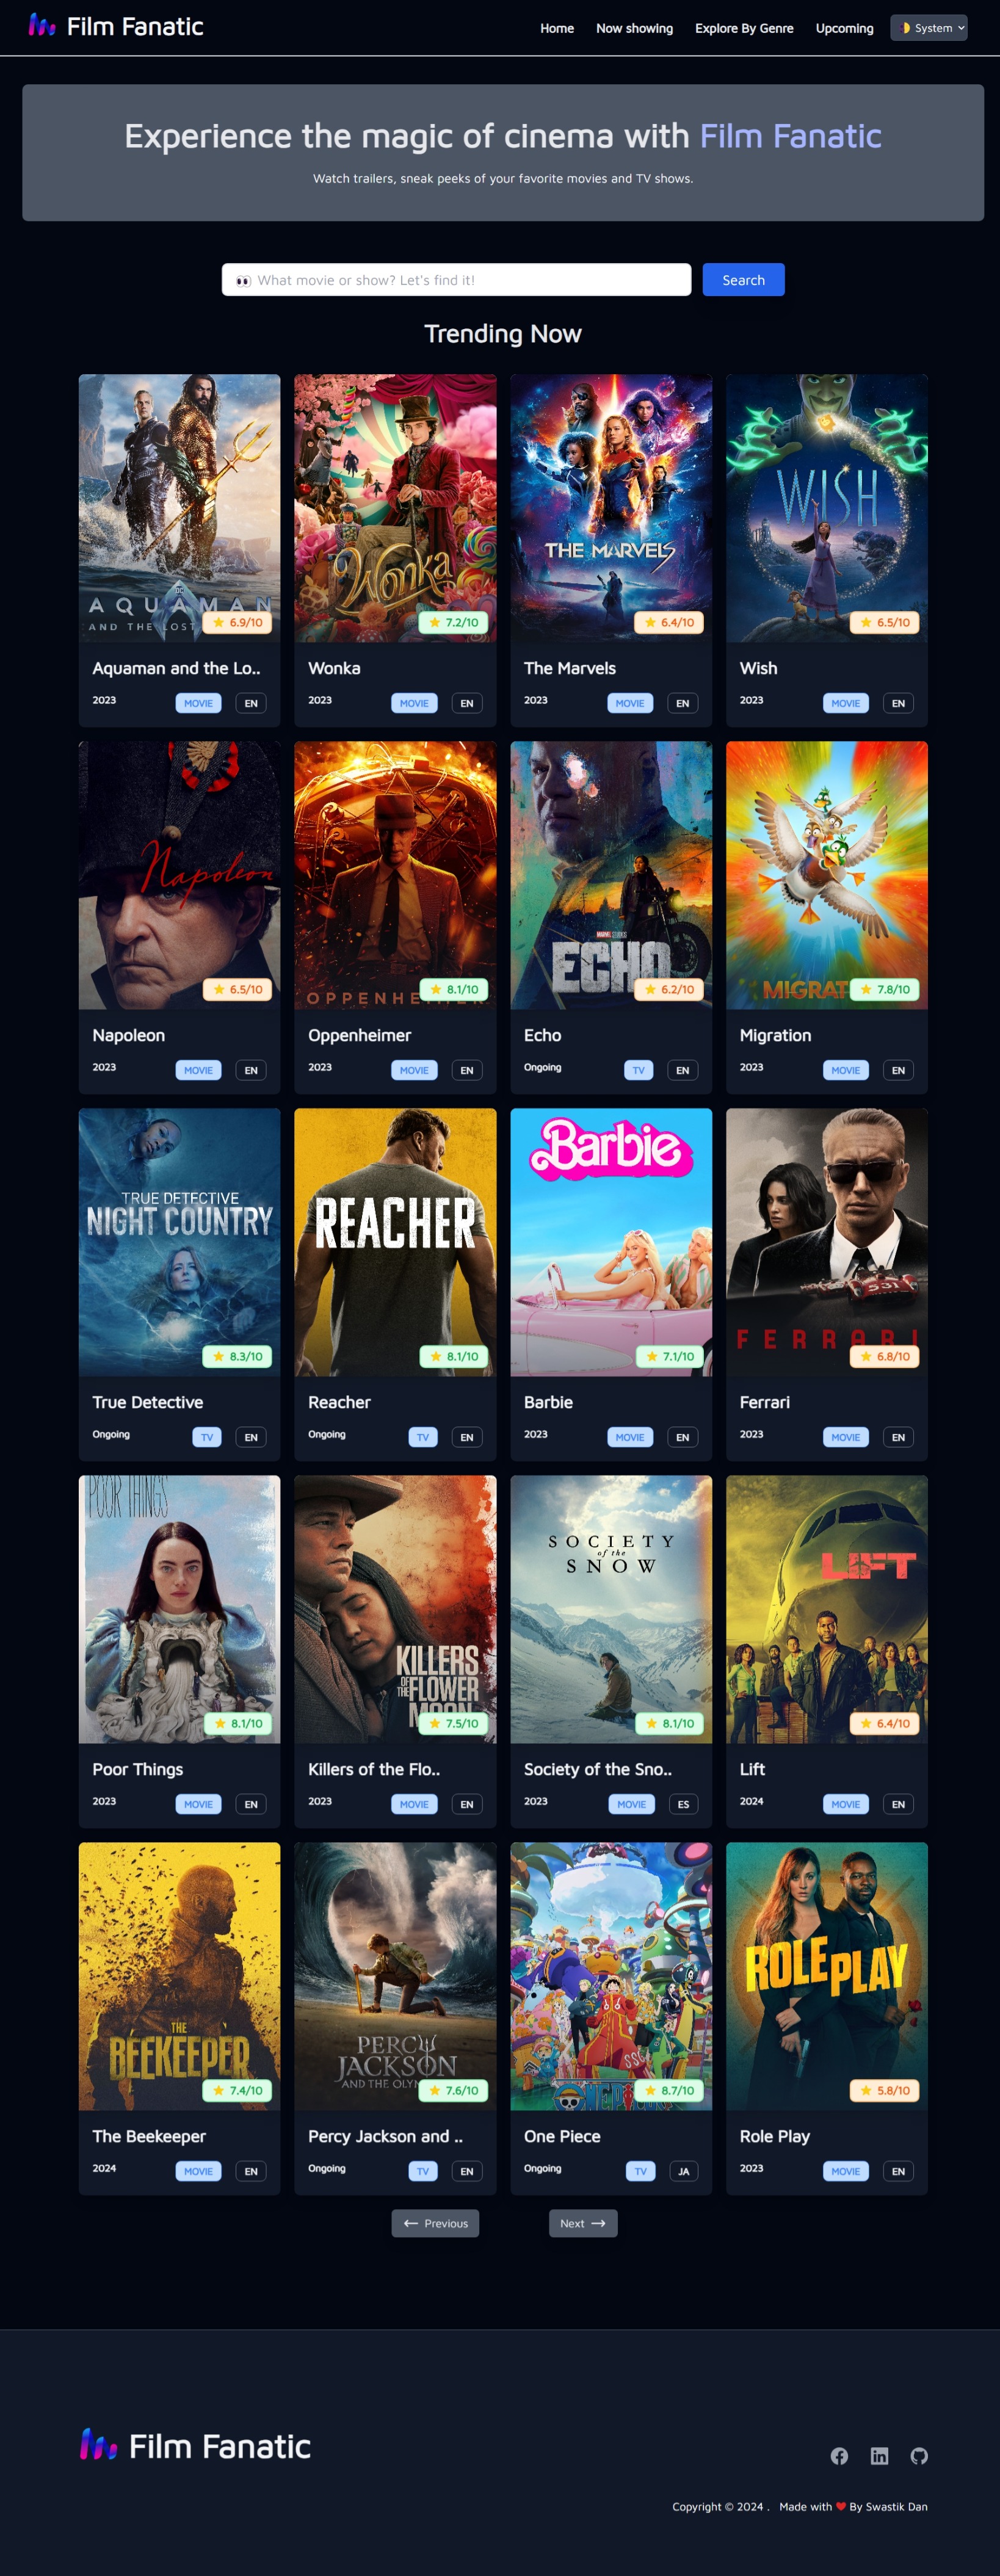 Film Fanatic
Home Now showing Explore By Genre Upcoming System
Experience the magic of cinema with Film Fanatic
Watch trailers, sneak peeks of your favorite movies and TV shows.
👀 What movie or show? Let's find it! Search
Trending Now
AQUAMAN
AND THE LOST
6.9/10
Aquaman and the Lo..
2023 MOVIE EN
Wonka
7.2/10
Wonka
2023 MOVIE EN
THE MARVELS
6.4/10
The Marvels
2023 MOVIE EN
WISH
6.5/10
Wish
2023 MOVIE EN
Napoleon
6.5/10
Napoleon
2023 MOVIE EN
OPPENHEIMER
8.1/10
Oppenheimer
2023 MOVIE EN
MARVEL STUDIOS
ECHO
6.2/10
Echo
Ongoing TV EN
MIGRAT
7.8/10
Migration
2023 MOVIE EN
TRUE DETECTIVE
NIGHT COUNTRY
8.3/10
True Detective
Ongoing TV EN
REACHER
8.1/10
Reacher
Ongoing TV EN
Barbie
7.1/10
Barbie
2023 MOVIE EN
FERRARI
6.8/10
Ferrari
2023 MOVIE EN
POOR THINGS
8.1/10
Poor Things
2023 MOVIE EN
KILLERS
OF THE FLOWER
MOON
7.5/10
Killers of the Flo..
2023 MOVIE EN
SOCIETY
of the
SNOW
8.1/10
Society of the Sno..
2023 MOVIE ES
LIFT
6.4/10
Lift
2024 MOVIE EN
THE
BEEKEEPER
7.4/10
The Beekeeper
2024 MOVIE EN
PERCY
JACKSON
AND THE OLYM
7.6/10
Percy Jackson and ..
Ongoing TV EN
ONE PIECE
8.7/10
One Piece
Ongoing TV JA
ROLE PLAY
5.8/10
Role Play
2023 MOVIE EN
← Previous Next →
Film Fanatic
Copyright © 2024 . Made with ❤ By Swastik Dan